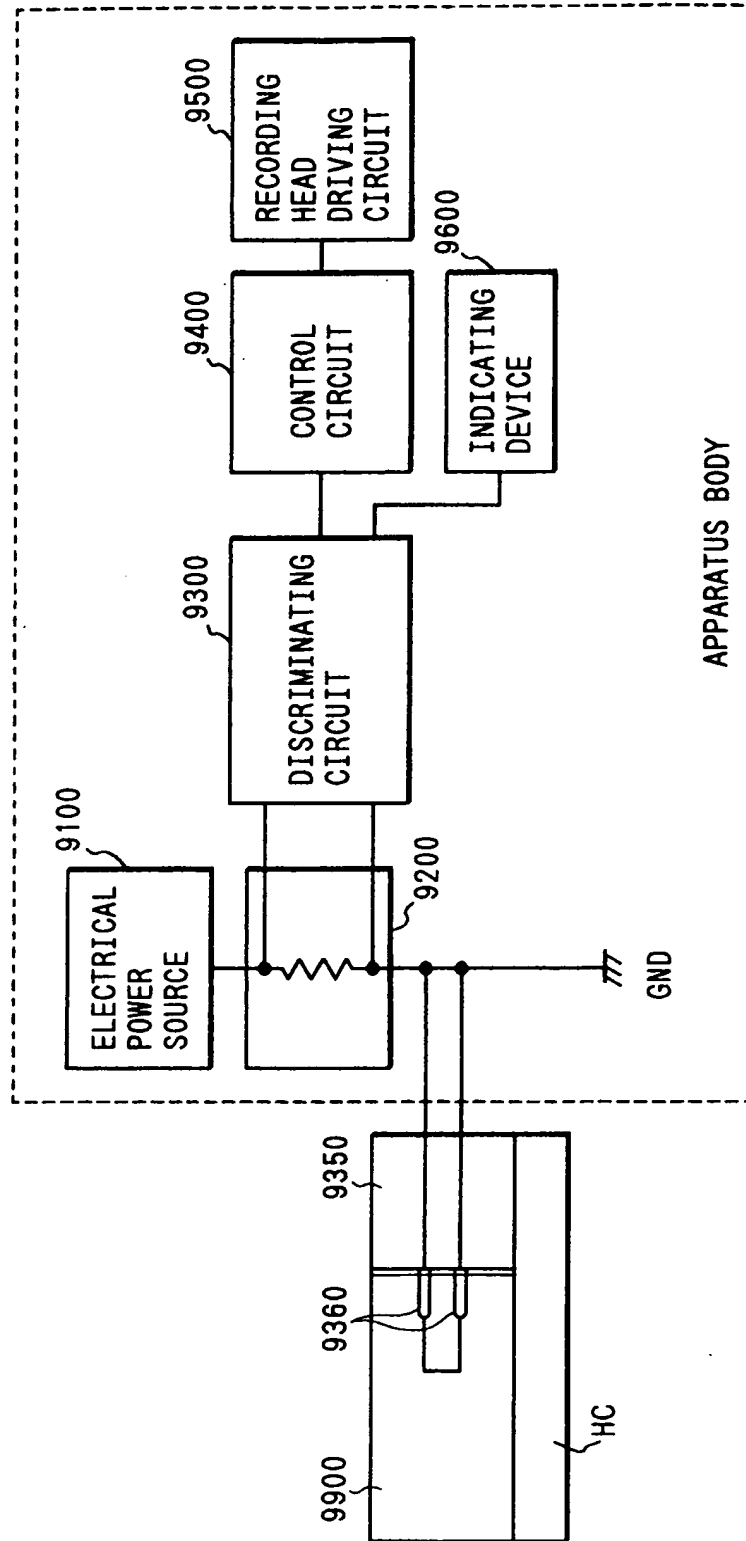 9100
ELECTRICAL
POWER
SOURCE
9200
9300
DISCRIMINATING
CIRCUIT
9400
CONTROL
CIRCUIT
9500
RECORDING
HEAD
DRIVING
CIRCUIT
9600
INDICATING
DEVICE
9900
9360
9350
HC
GND
APPARATUS BODY